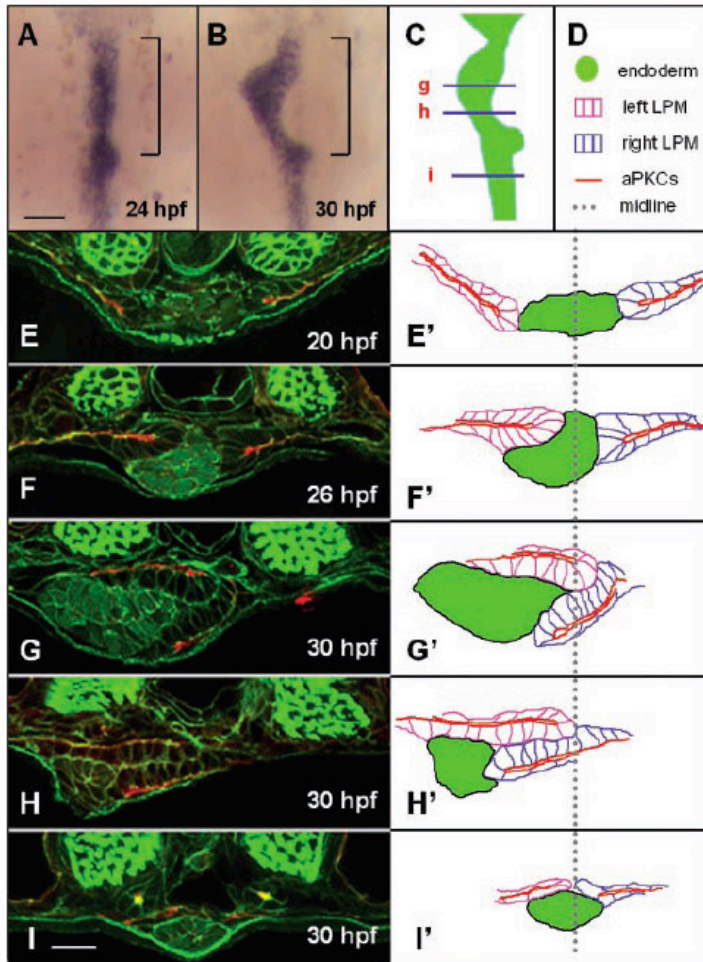 A
24 hpf
B
30 hpf
C
g
h
i
D
endoderm
left LPM
right LPM
aPKCs
midline
E
20 hpf
E'
F
26 hpf
F'
G
30 hpf
G'
H
30 hpf
H'
I
30 hpf
I'